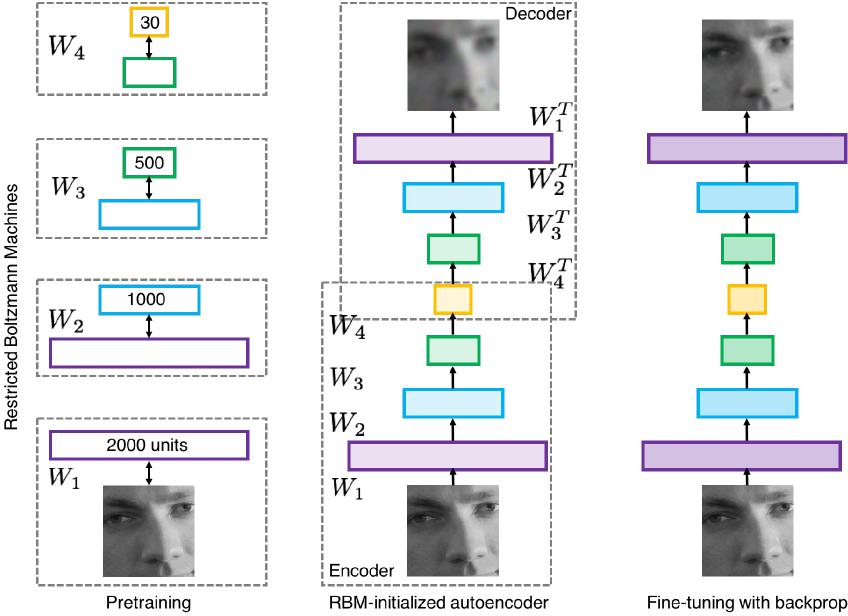 Restricted Boltzmann Machines
W₄
30
W₃
500
W₂
1000
2000 units
W₁
Pretraining
Decoder
W₁ᵀ
W₂ᵀ
W₃ᵀ
W₄ᵀ
W₄
W₃
W₂
W₁
Encoder
RBM-initialized autoencoder
Fine-tuning with backprop